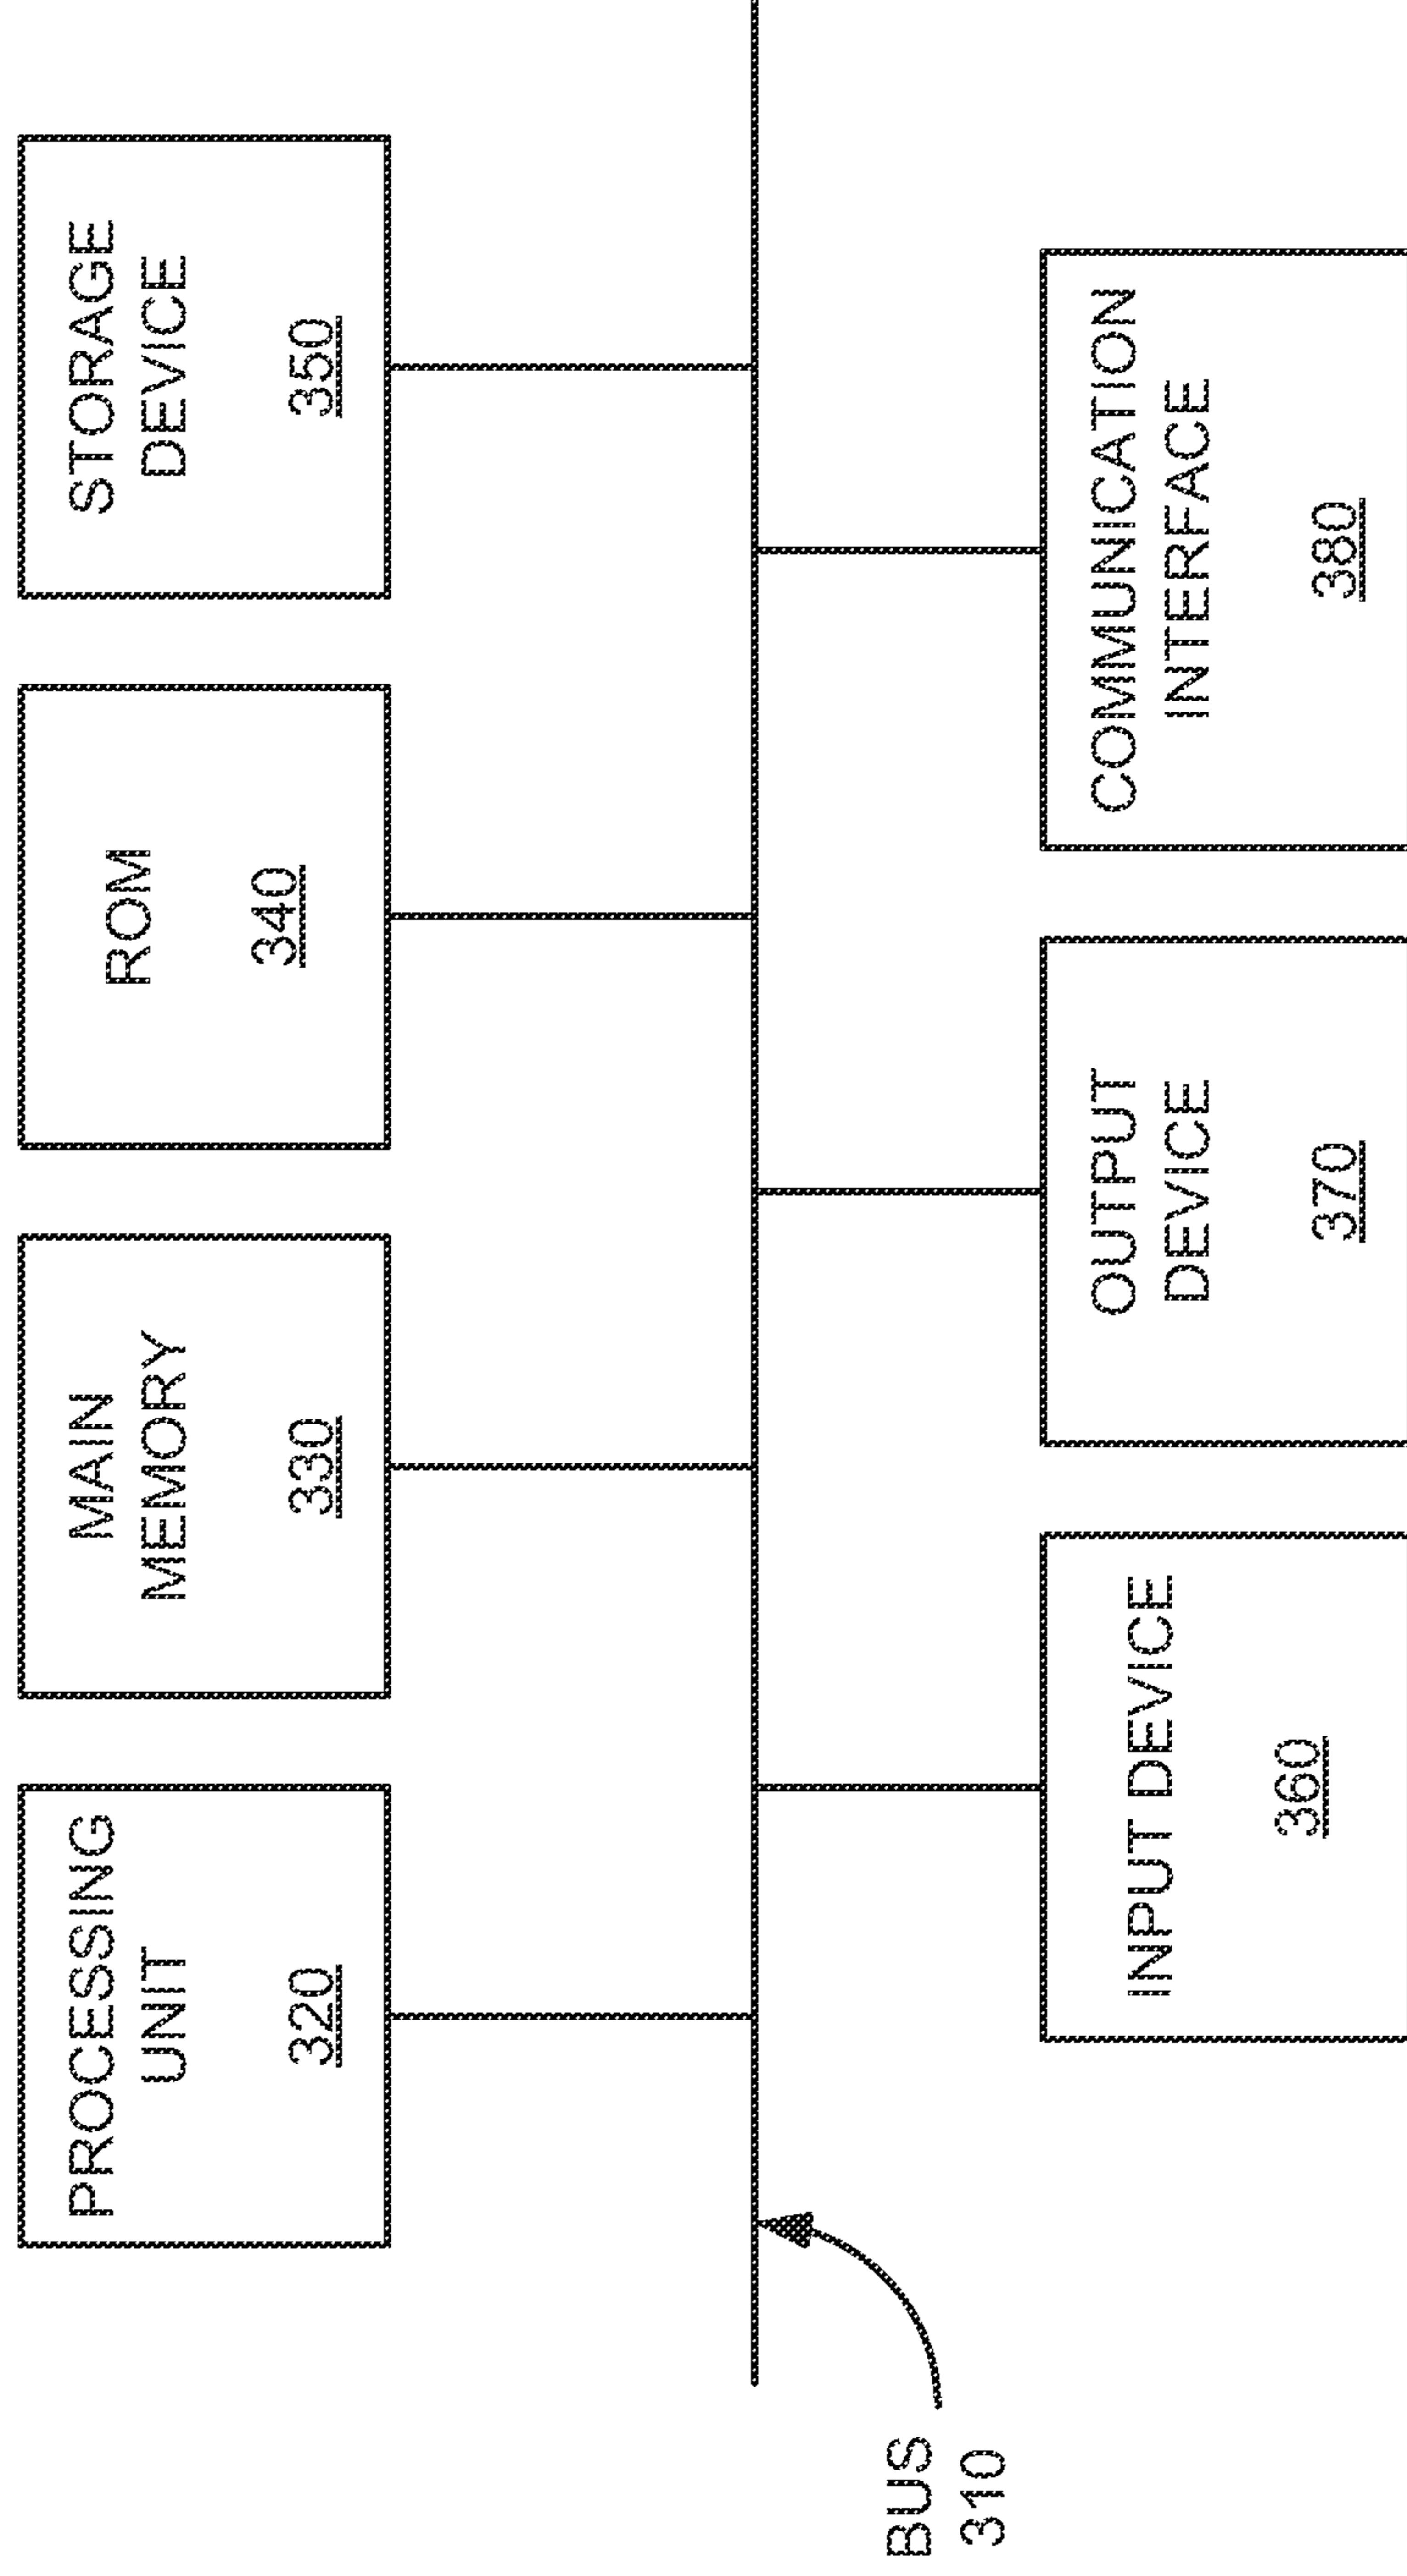 PROCESSING
UNIT
320
MAIN
MEMORY
330
ROM
340
STORAGE
DEVICE
350
BUS
310
INPUT DEVICE
360
OUTPUT
DEVICE
370
COMMUNICATION
INTERFACE
380